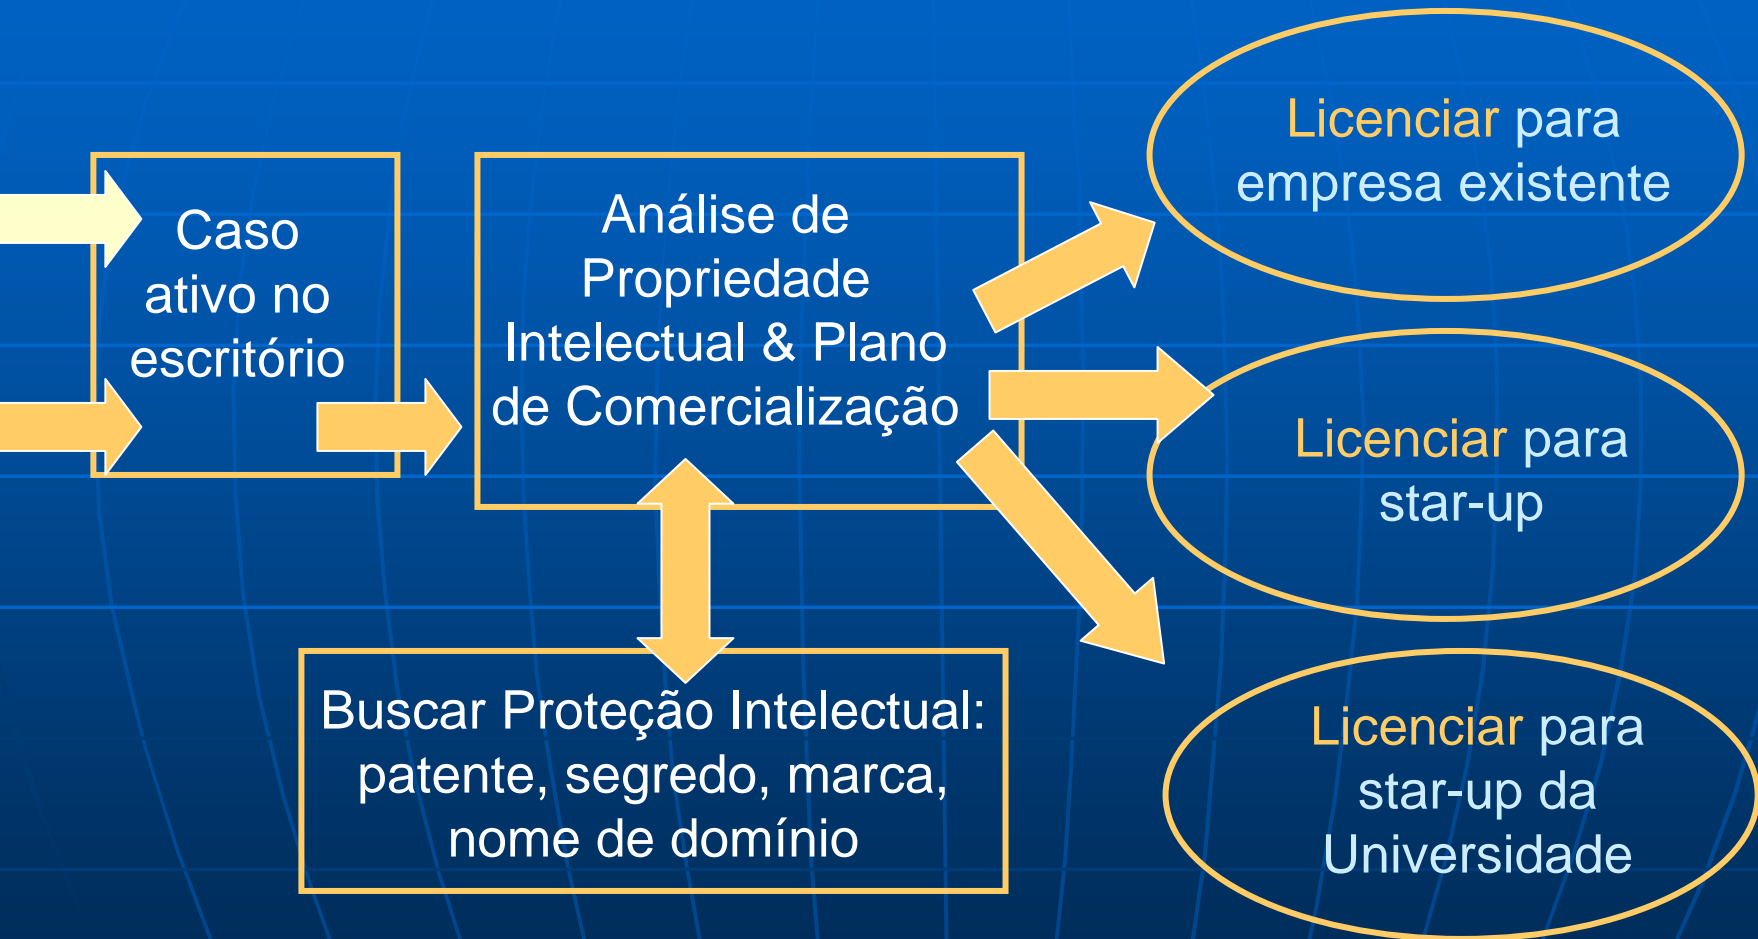 Caso
ativo no
escritório
Análise de
Propriedade
Intelectual & Plano
de Comercialização
Buscar Proteção Intelectual:
patente, segredo, marca,
nome de domínio
Licenciar para
empresa existente
Licenciar para
star-up
Licenciar para
star-up da
Universidade